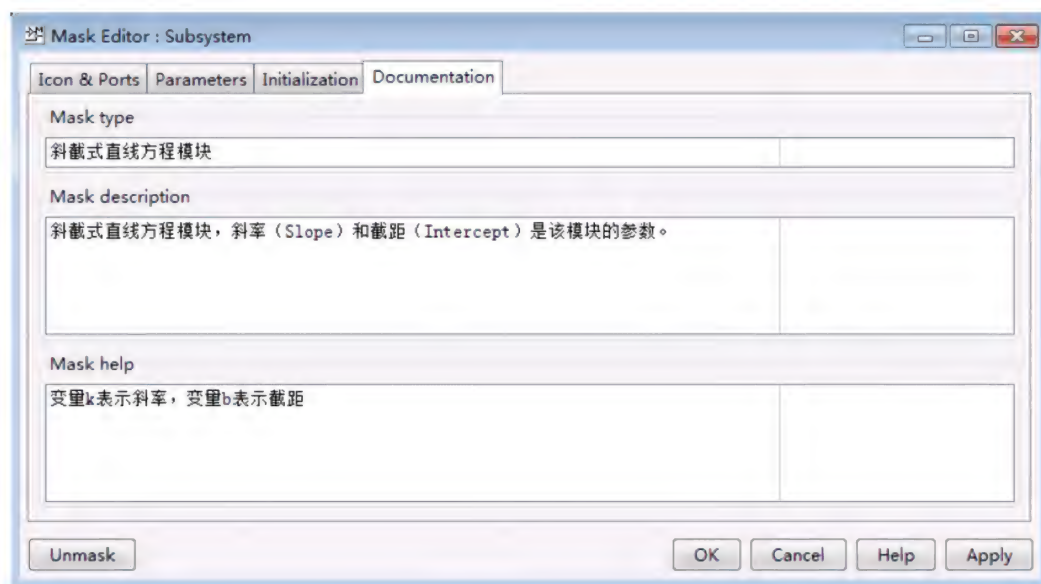 Mask Editor : Subsystem
Icon & Ports Parameters Initialization Documentation
Mask type
斜截式直线方程模块
Mask description
斜截式直线方程模块，斜率（Slope）和截距（Intercept）是该模块的参数。
Mask help
变量k表示斜率，变量b表示截距
Unmask OK Cancel Help Apply